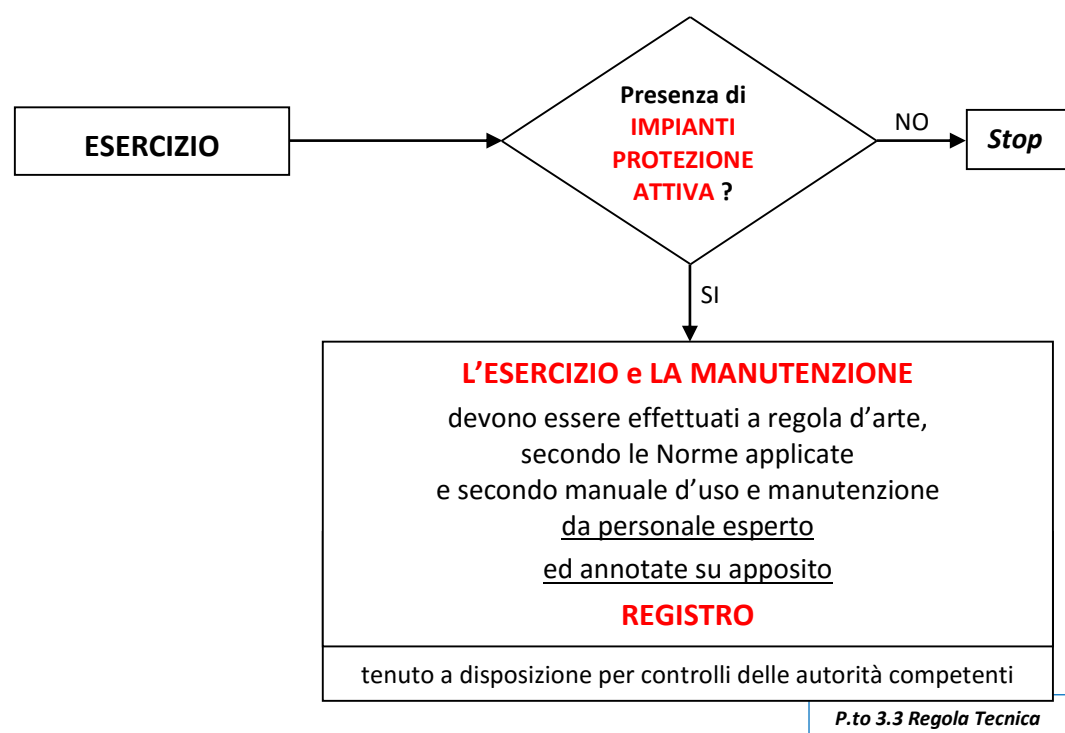 ESERCIZIO
Presenza di
IMPIANTI
PROTEZIONE
ATTIVA ?
NO
Stop
SI
L’ESERCIZIO e LA MANUTENZIONE
devono essere effettuati a regola d’arte,
secondo le Norme applicate
e secondo manuale d’uso e manutenzione
da personale esperto
ed annotate su apposito
REGISTRO
tenuto a disposizione per controlli delle autorità competenti
P.to 3.3 Regola Tecnica